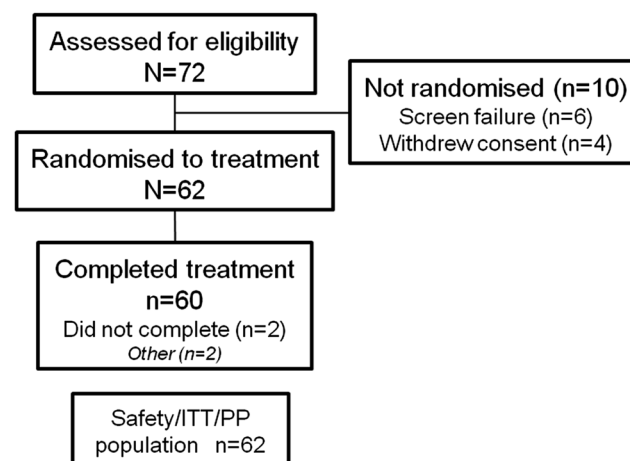 Assessed for eligibility
N=72
Not randomised (n=10)
Screen failure (n=6)
Withdrew consent (n=4)
Randomised to treatment
N=62
Completed treatment
n=60
Did not complete (n=2)
Other (n=2)
Safety/ITT/PP
population n=62